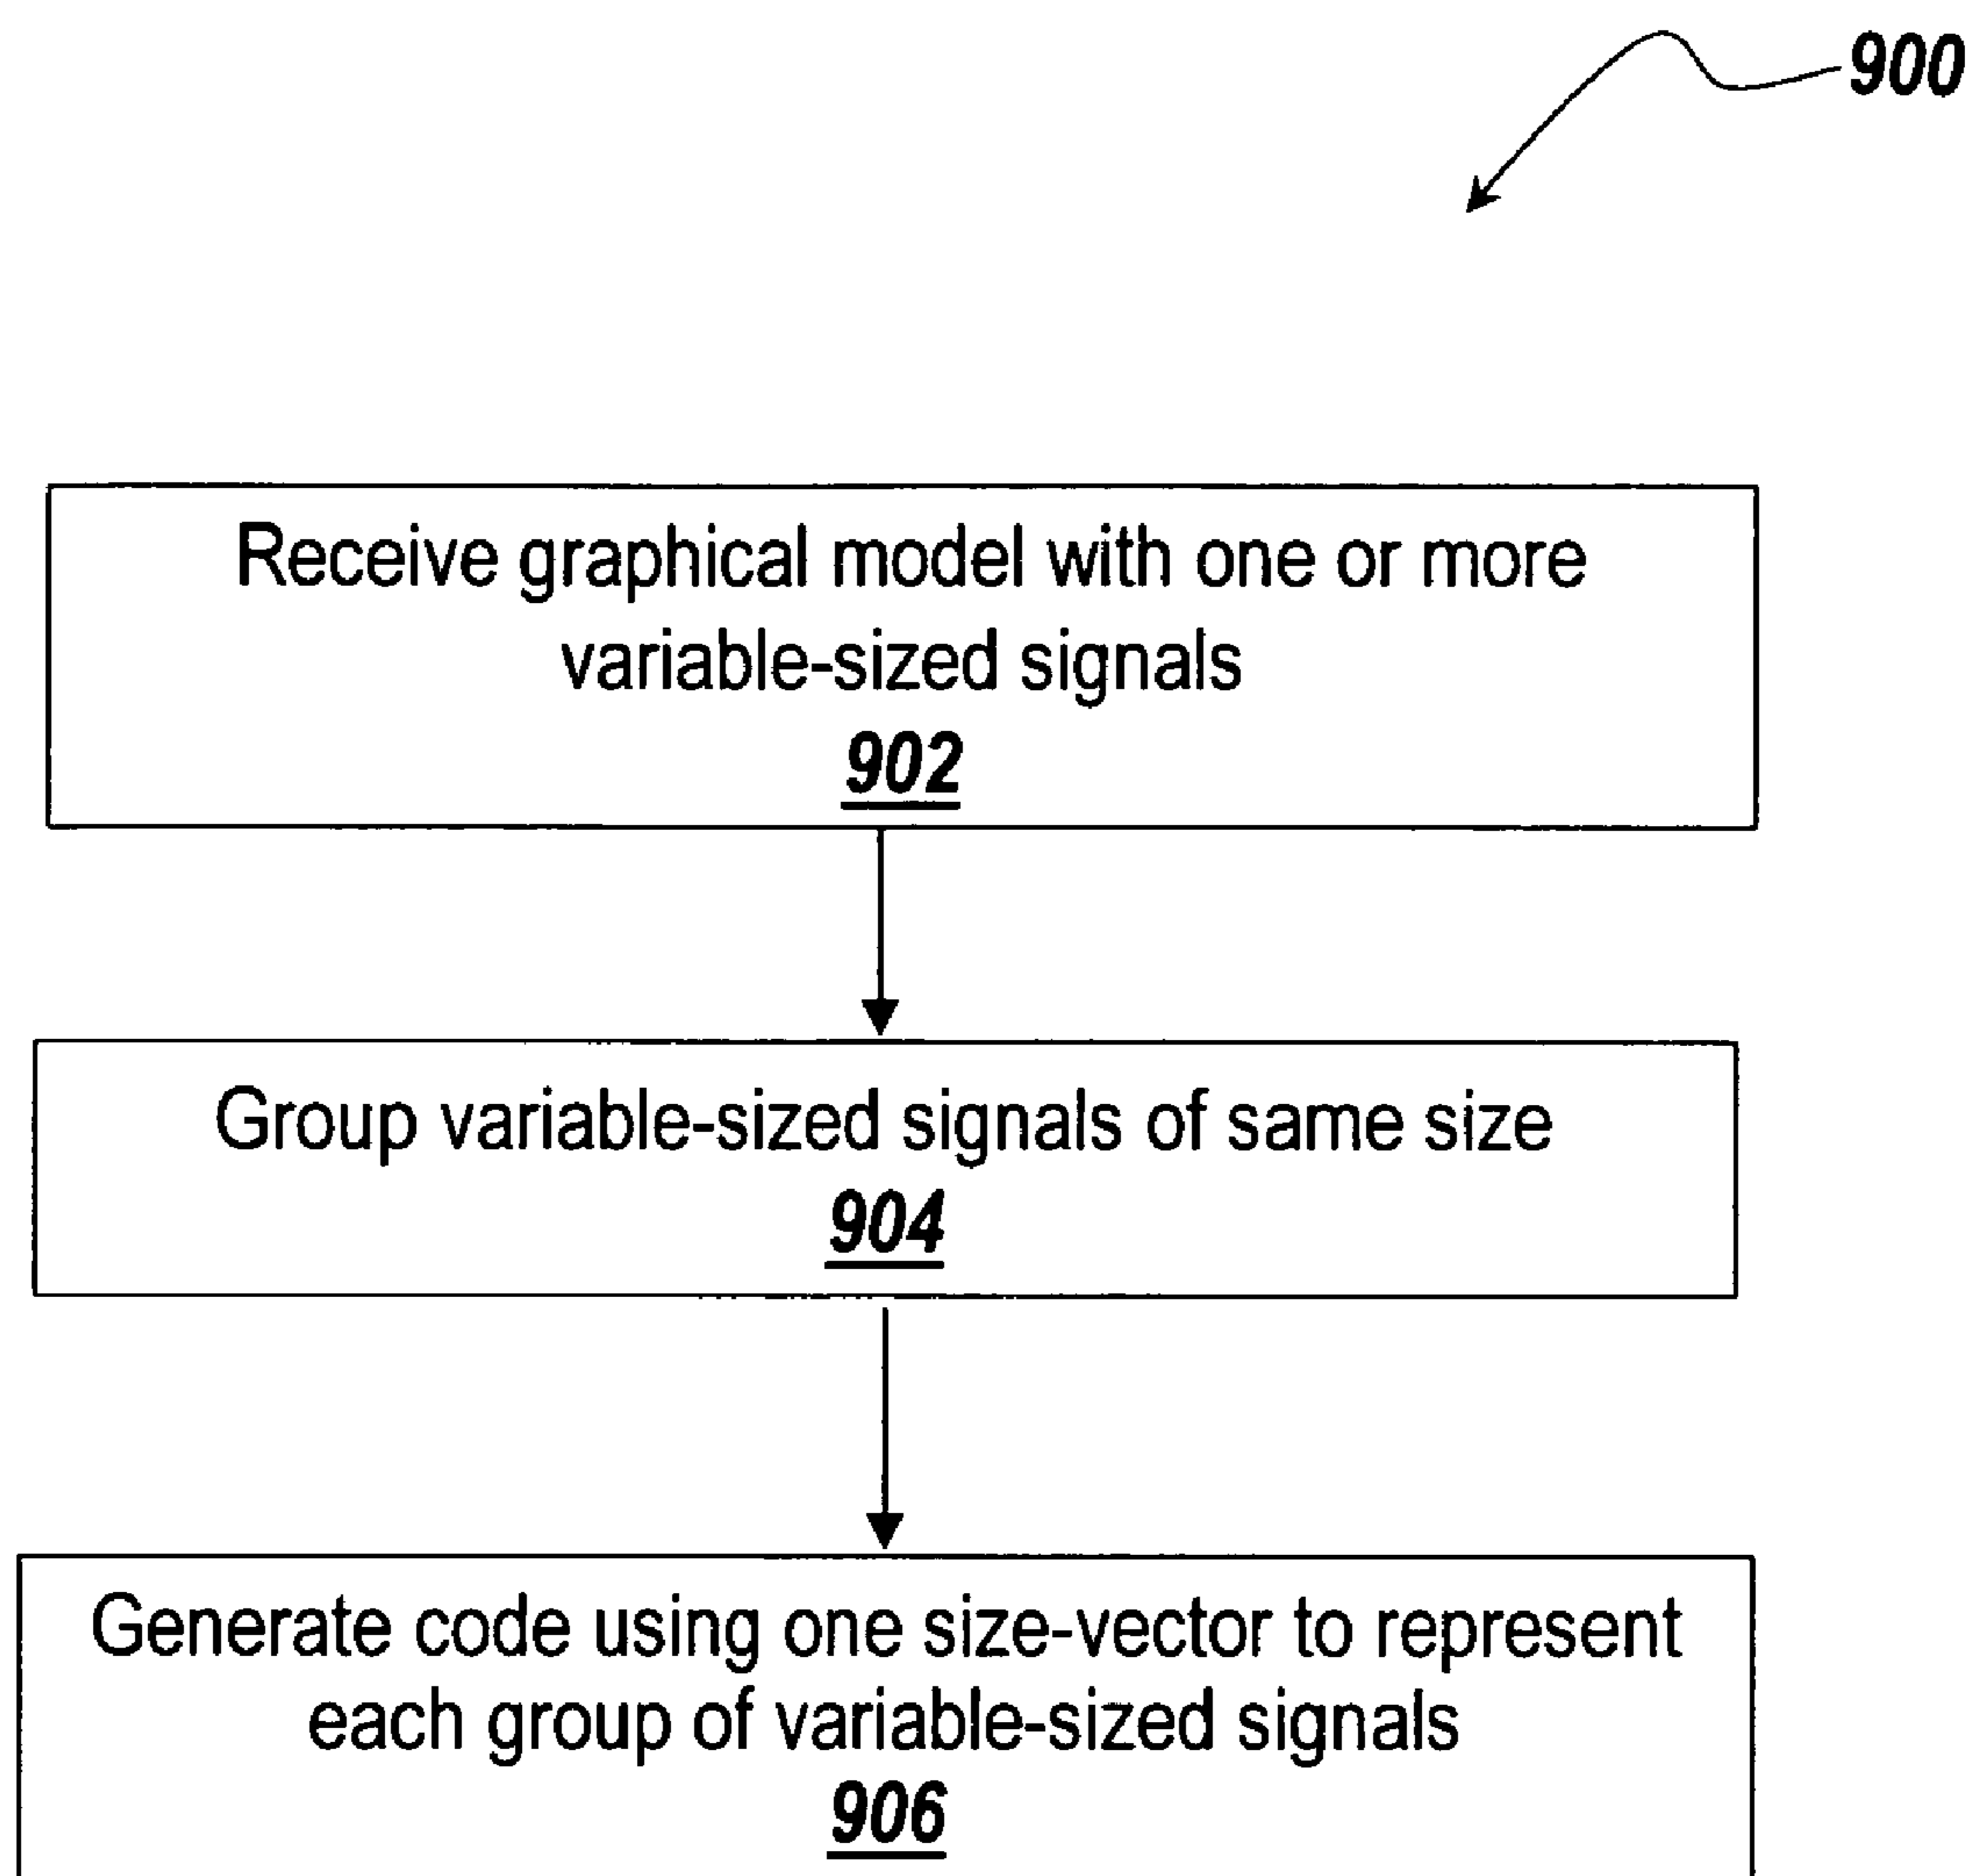 900
Receive graphical model with one or more
variable-sized signals
902
Group variable-sized signals of same size
904
Generate code using one size-vector to represent
each group of variable-sized signals
906